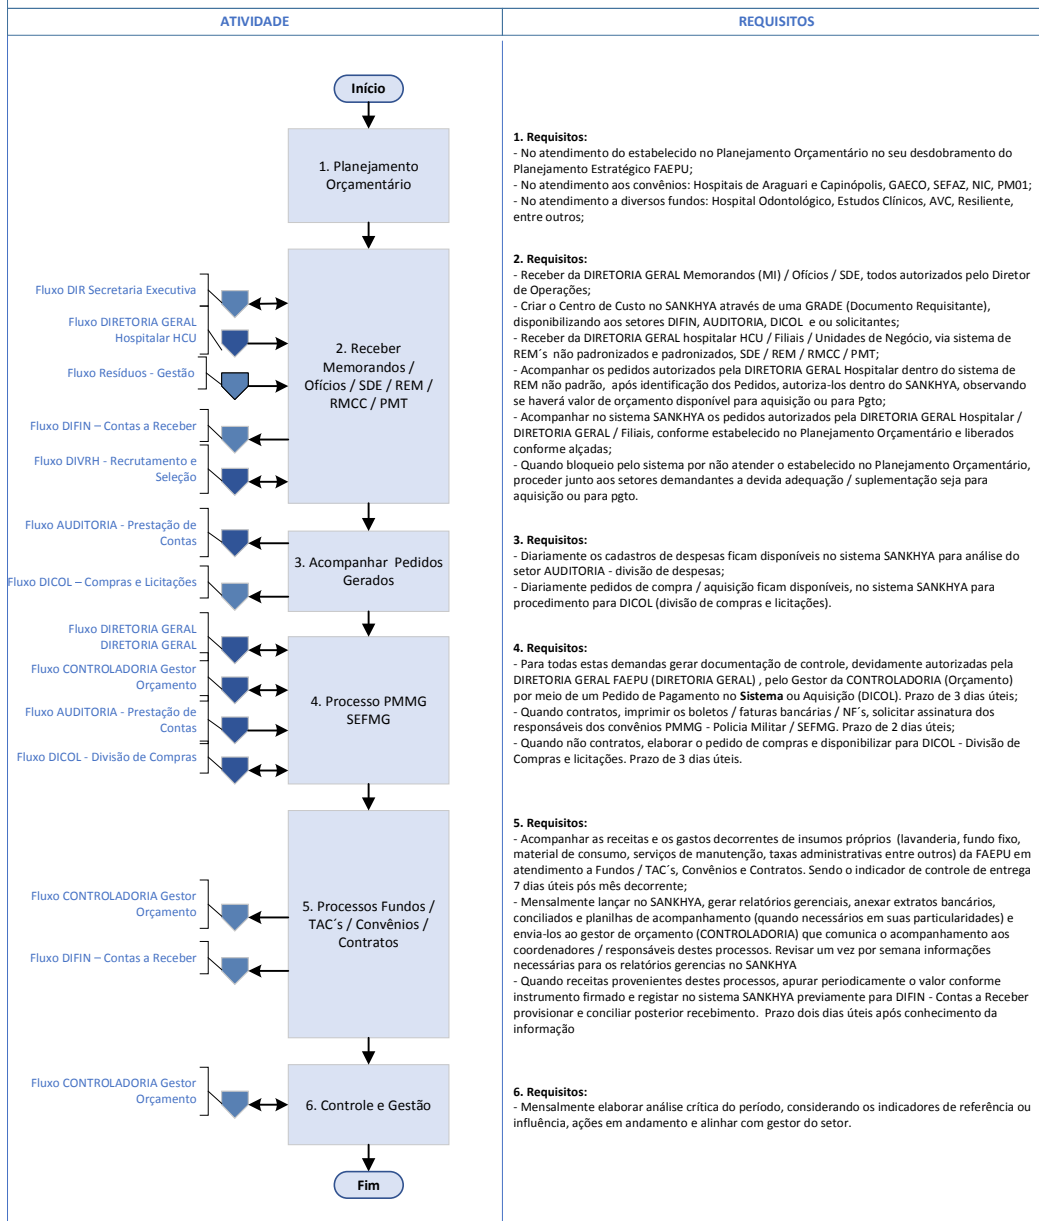 ATIVIDADE
REQUISITOS
Início
1. Planejamento
Orçamentário
1. Requisitos:
- No atendimento do estabelecido no Planejamento Orçamentário no seu desdobramento do
Planejamento Estratégico FAEPU;
- No atendimento aos convênios: Hospitais de Araguari e Capinópolis, GAECO, SEFAZ, NIC, PM01;
- No atendimento a diversos fundos: Hospital Odontológico, Estudos Clínicos, AVC, Resiliente,
entre outros;
Fluxo DIR Secretaria Executiva
Fluxo DIRETORIA GERAL
Hospitalar HCU
Fluxo Resíduos - Gestão
Fluxo DIFIN – Contas a Receber
Fluxo DIVRH - Recrutamento e
Seleção
2. Receber
Memorandos /
Ofícios / SDE / REM /
RMCC / PMT
2. Requisitos:
- Receber da DIRETORIA GERAL Memorandos (MI) / Ofícios / SDE, todos autorizados pelo Diretor
de Operações;
- Criar o Centro de Custo no SANKHYA através de uma GRADE (Documento Requisitante),
disponibilizando aos setores DIFIN, AUDITORIA, DICOL e ou solicitantes;
- Receber da DIRETORIA GERAL hospitalar HCU / Filiais / Unidades de Negócio, via sistema de
REM´s não padronizados e padronizados, SDE / REM / RMCC / PMT;
- Acompanhar os pedidos autorizados pela DIRETORIA GERAL Hospitalar dentro do sistema de
REM não padrão, após identificação dos Pedidos, autoriza-los dentro do SANKHYA, observando
se haverá valor de orçamento disponível para aquisição ou para Pgto;
- Acompanhar no sistema SANKHYA os pedidos autorizados pela DIRETORIA GERAL Hospitalar /
DIRETORIA GERAL / Filiais, conforme estabelecido no Planejamento Orçamentário e liberados
conforme alçadas;
- Quando bloqueio pelo sistema por não atender o estabelecido no Planejamento Orçamentário,
proceder junto aos setores demandantes a devida adequação / suplementação seja para
aquisição ou para pgto.
Fluxo AUDITORIA - Prestação de
Contas
Fluxo DICOL – Compras e Licitações
3. Acompanhar Pedidos
Gerados
3. Requisitos:
- Diariamente os cadastros de despesas ficam disponíveis no sistema SANKHYA para análise do
setor AUDITORIA - divisão de despesas;
- Diariamente pedidos de compra / aquisição ficam disponíveis, no sistema SANKHYA para
procedimento para DICOL (divisão de compras e licitações).
Fluxo DIRETORIA GERAL
DIRETORIA GERAL
Fluxo CONTROLADORIA Gestor
Orçamento
Fluxo AUDITORIA - Prestação de
Contas
Fluxo DICOL - Divisão de Compras
4. Processo PMMG
SEFMG
4. Requisitos:
- Para todas estas demandas gerar documentação de controle, devidamente autorizadas pela
DIRETORIA GERAL FAEPU (DIRETORIA GERAL) , pelo Gestor da CONTROLADORIA (Orçamento)
por meio de um Pedido de Pagamento no Sistema ou Aquisição (DICOL). Prazo de 3 dias úteis;
- Quando contratos, imprimir os boletos / faturas bancárias / NF´s, solicitar assinatura dos
responsáveis dos convênios PMMG - Policia Militar / SEFMG. Prazo de 2 dias úteis;
- Quando não contratos, elaborar o pedido de compras e disponibilizar para DICOL - Divisão de
Compras e licitações. Prazo de 3 dias úteis.
Fluxo CONTROLADORIA Gestor
Orçamento
Fluxo DIFIN – Contas a Receber
5. Processos Fundos /
TAC´s / Convênios /
Contratos
5. Requisitos:
- Acompanhar as receitas e os gastos decorrentes de insumos próprios (lavanderia, fundo fixo,
material de consumo, serviços de manutenção, taxas administrativas entre outros) da FAEPU em
atendimento a Fundos / TAC´s, Convênios e Contratos. Sendo o indicador de controle de entrega
7 dias úteis pós mês decorrente;
- Mensalmente lançar no SANKHYA, gerar relatórios gerenciais, anexar extratos bancários,
conciliados e planilhas de acompanhamento (quando necessários em suas particularidades) e
envia-los ao gestor de orçamento (CONTROLADORIA) que comunica o acompanhamento aos
coordenadores / responsáveis destes processos. Revisar um vez por semana informações
necessárias para os relatórios gerencias no SANKHYA
- Quando receitas provenientes destes processos, apurar periodicamente o valor conforme
instrumento firmado e registar no sistema SANKHYA previamente para DIFIN - Contas a Receber
provisionar e conciliar posterior recebimento. Prazo dois dias úteis após conhecimento da
informação
Fluxo CONTROLADORIA Gestor
Orçamento
6. Controle e Gestão
6. Requisitos:
- Mensalmente elaborar análise crítica do período, considerando os indicadores de referência ou
influência, ações em andamento e alinhar com gestor do setor.
Fim